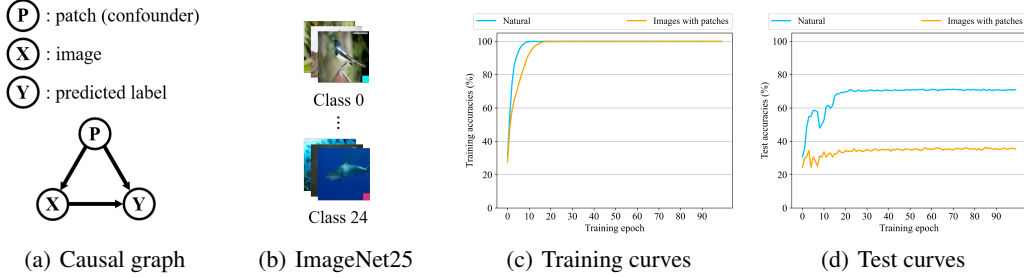 P : patch (confounder)
X : image
Y : predicted label
P
X
Y
(a) Causal graph
Class 0
⋮
Class 24
(b) ImageNet25
Natural
Images with patches
Training accuracies (%)
100
80
60
40
20
0
0 10 20 30 40 50 60 70 80 90
Training epoch
(c) Training curves
Natural
Images with patches
Test accuracies (%)
100
80
60
40
20
0
0 10 20 30 40 50 60 70 80 90
Training epoch
(d) Test curves